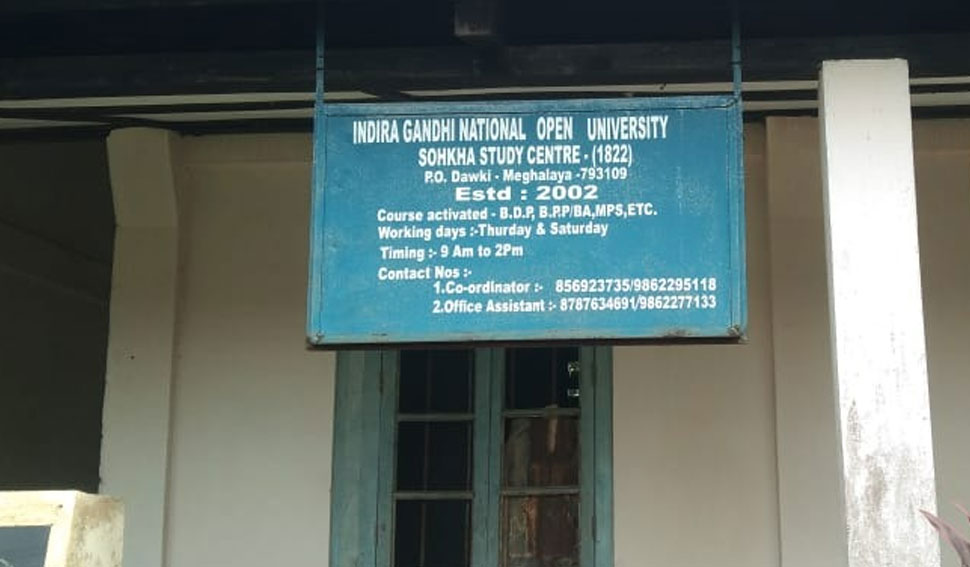 INDIRA GANDHI NATIONAL OPEN UNIVERSITY
SOHKHA STUDY CENTRE - (1822)
P.O. Dawki - Meghalaya -793109
Estd : 2002
Course activated - B.D.P, B.P.P/BA,MPS,ETC.
Working days :-Thurday & Saturday
Timing :- 9 Am to 2Pm
Contact Nos :-
1.Co-ordinator :- 856923735/9862295118
2.Office Assistant :- 8787634691/9862277133